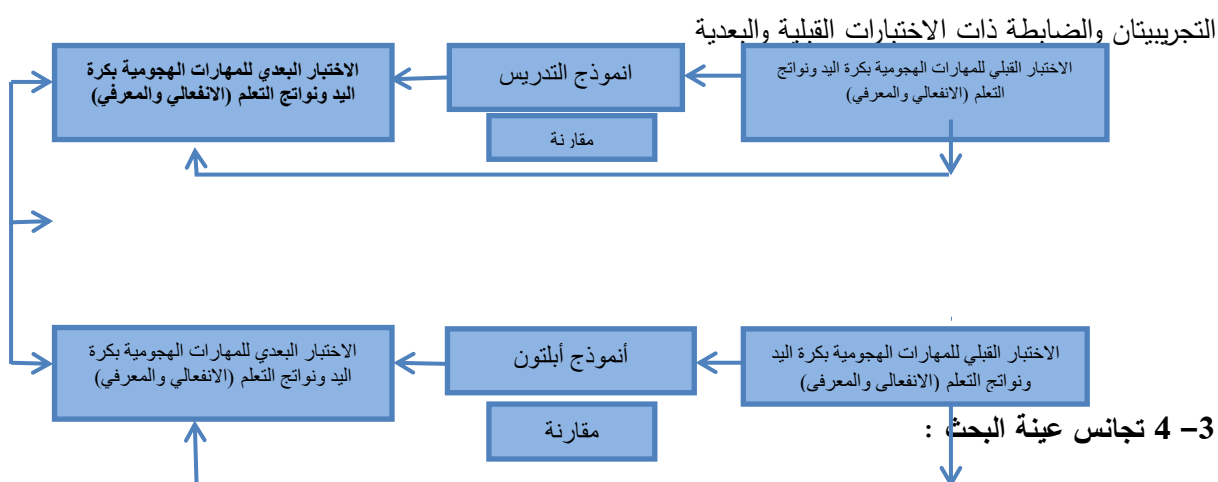 التجريبيتان والضابطة ذات الاختبارات القبلية والبعدية
الاختبار القبلي للمهارات الهجومية بكرة اليد ونواتج
التعلم (الانفعالي والمعرفي)
انموذج التدريس
مقارنة
الاختبار البعدي للمهارات الهجومية بكرة
اليد ونواتج التعلم (الانفعالي والمعرفي)
الاختبار القبلي للمهارات الهجومية بكرة اليد
ونواتج التعلم (الانفعالي والمعرفي)
أنموذج أبلتون
مقارنة
الاختبار البعدي للمهارات الهجومية بكرة
اليد ونواتج التعلم (الانفعالي والمعرفي)
3– 4 تجانس عينة البحث :